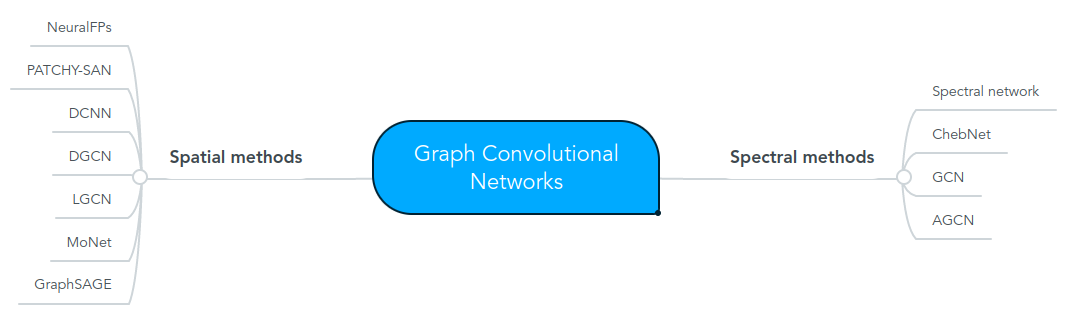 NeuralFPs
PATCHY-SAN
DCNN
DGCN
LGCN
MoNet
GraphSAGE
Spatial methods
Graph Convolutional
Networks
Spectral methods
Spectral network
ChebNet
GCN
AGCN